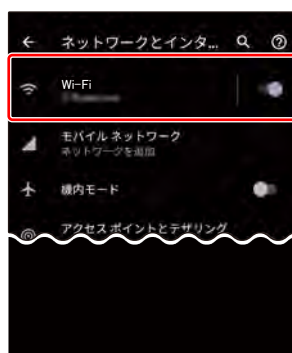 ネットワークとインタ...
Wi-Fi
モバイル ネットワーク
ネットワークを追加
機内モード
アクセス ポイントとテザリング